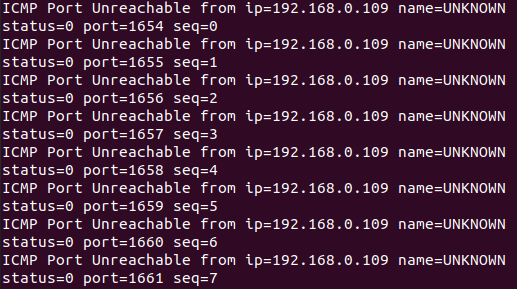 ICMP Port Unreachable from ip=192.168.0.109 name=UNKNOWN
status=0 port=1654 seq=0
ICMP Port Unreachable from ip=192.168.0.109 name=UNKNOWN
status=0 port=1655 seq=1
ICMP Port Unreachable from ip=192.168.0.109 name=UNKNOWN
status=0 port=1656 seq=2
ICMP Port Unreachable from ip=192.168.0.109 name=UNKNOWN
status=0 port=1657 seq=3
ICMP Port Unreachable from ip=192.168.0.109 name=UNKNOWN
status=0 port=1658 seq=4
ICMP Port Unreachable from ip=192.168.0.109 name=UNKNOWN
status=0 port=1659 seq=5
ICMP Port Unreachable from ip=192.168.0.109 name=UNKNOWN
status=0 port=1660 seq=6
ICMP Port Unreachable from ip=192.168.0.109 name=UNKNOWN
status=0 port=1661 seq=7